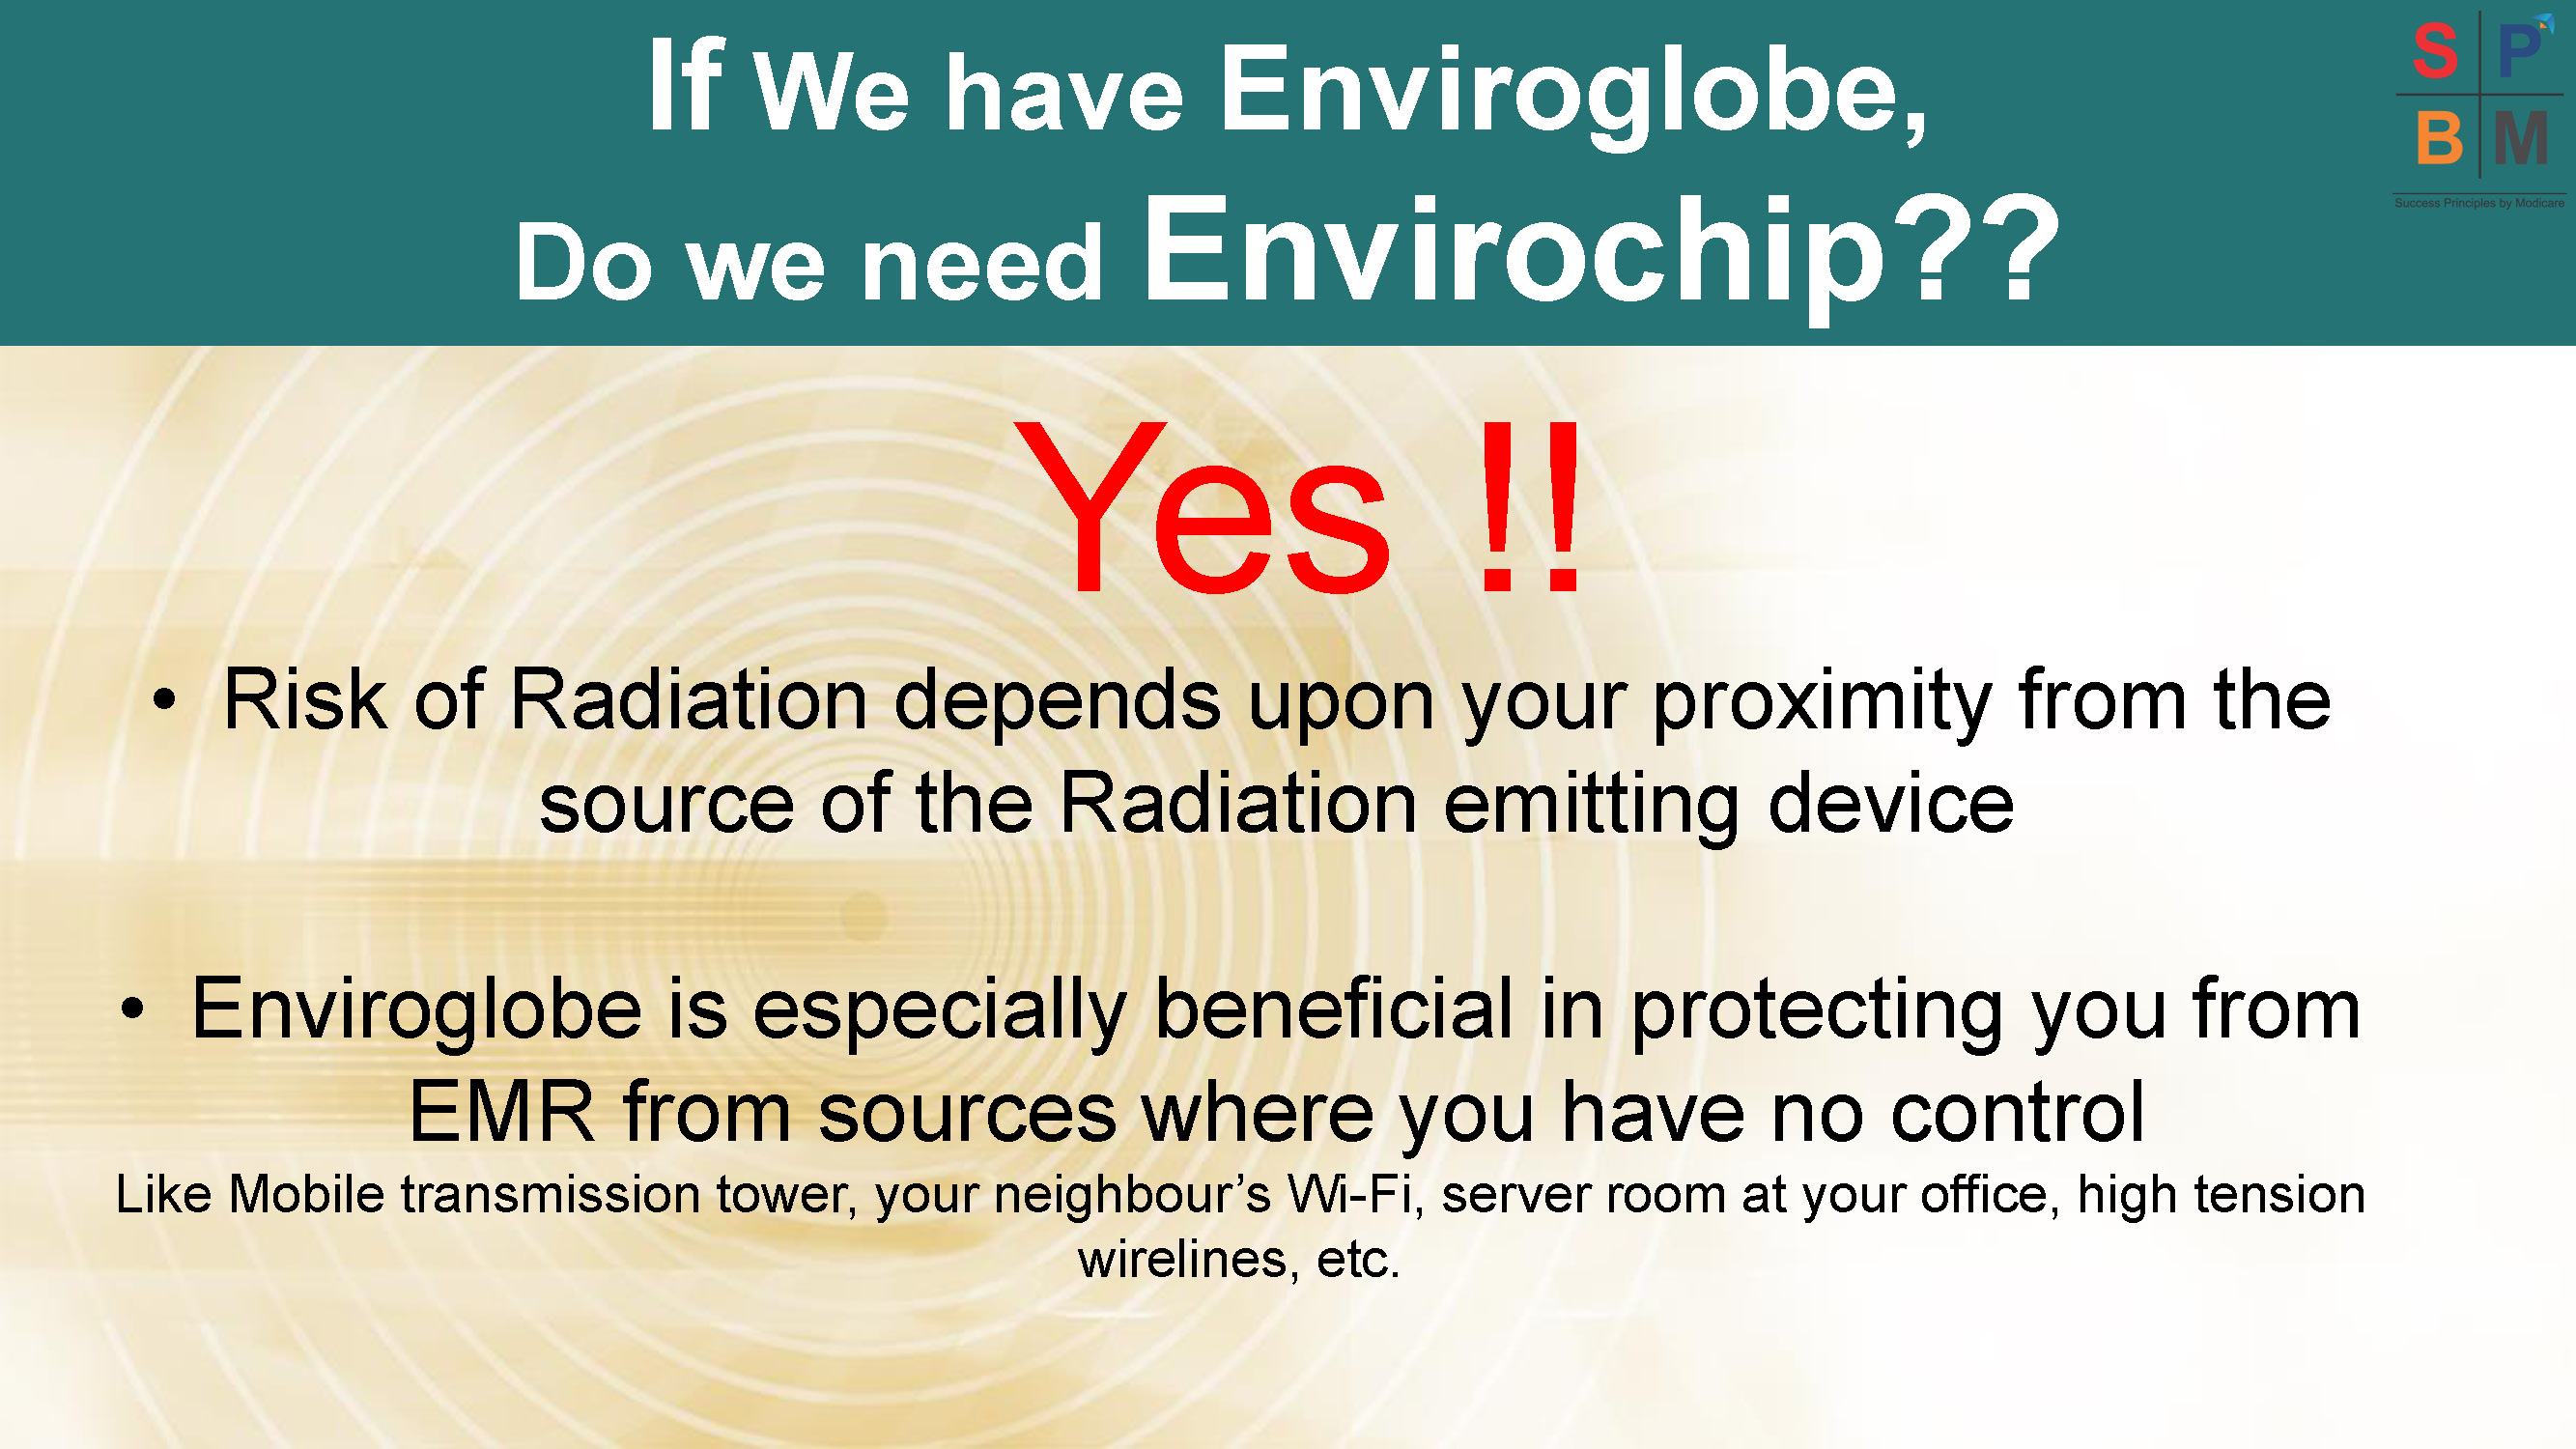 If We have Enviroglobe,
Do we need Envirochip??
S P
B M
Success Principles by Modicare
Yes !!
• Risk of Radiation depends upon your proximity from the
source of the Radiation emitting device
• Enviroglobe is especially beneficial in protecting you from
EMR from sources where you have no control
Like Mobile transmission tower, your neighbour’s Wi-Fi, server room at your office, high tension
wirelines, etc.